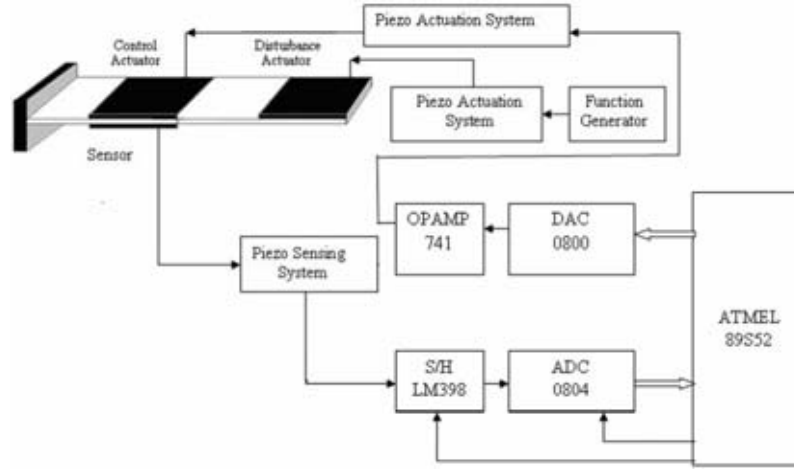 Piezo Actuation System
Control
Actuator
Disturbance
Actuator
Piezo Actuation
System
Function
Generator
Sensor
OPAMP
741
DAC
0800
Piezo Sensing
System
ATMEL
89S52
S/H
LM398
ADC
0804